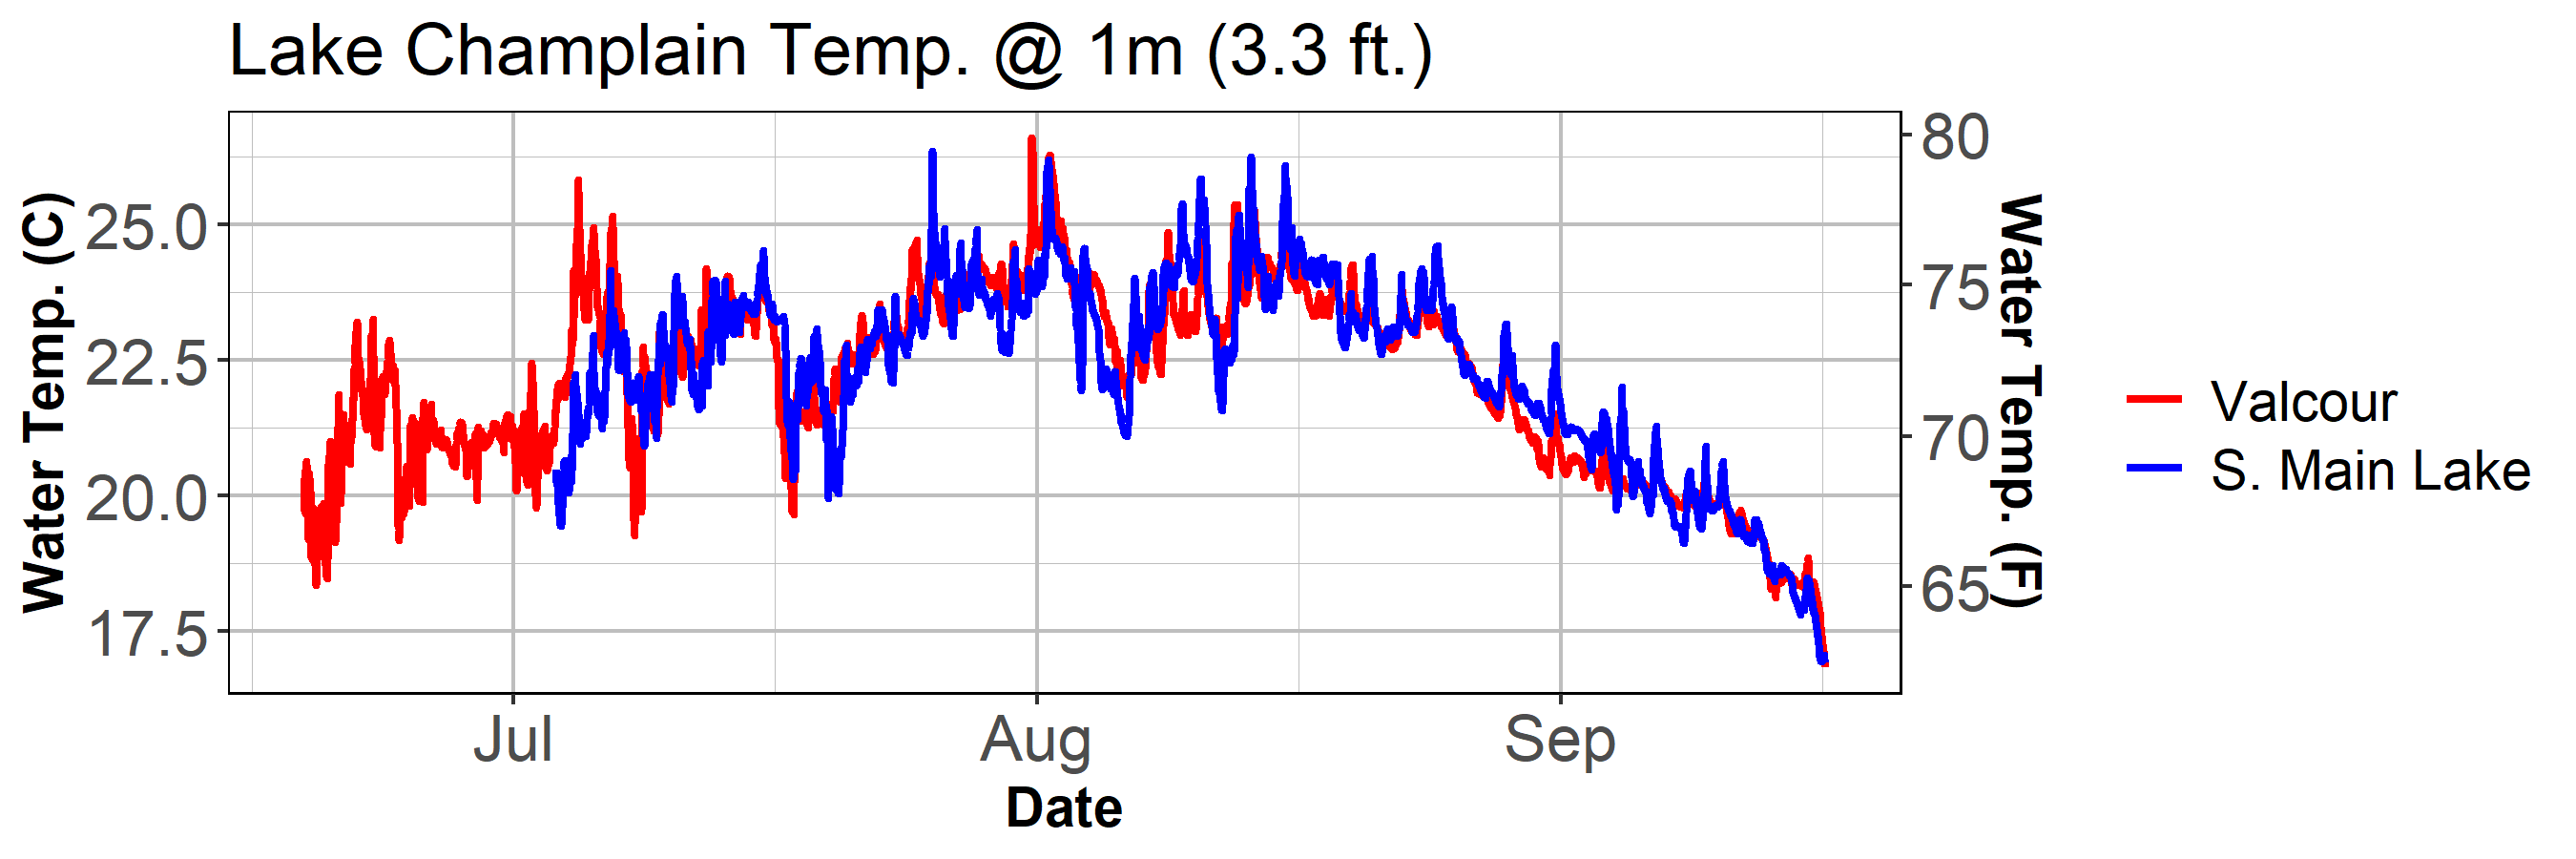 Lake Champlain Temp. @ 1m (3.3 ft.)
Water Temp. (C)
25.0
22.5
20.0
17.5
80
75
70
65
Water Temp. (F)
Jul
Aug
Sep
Date
Valcour
S. Main Lake